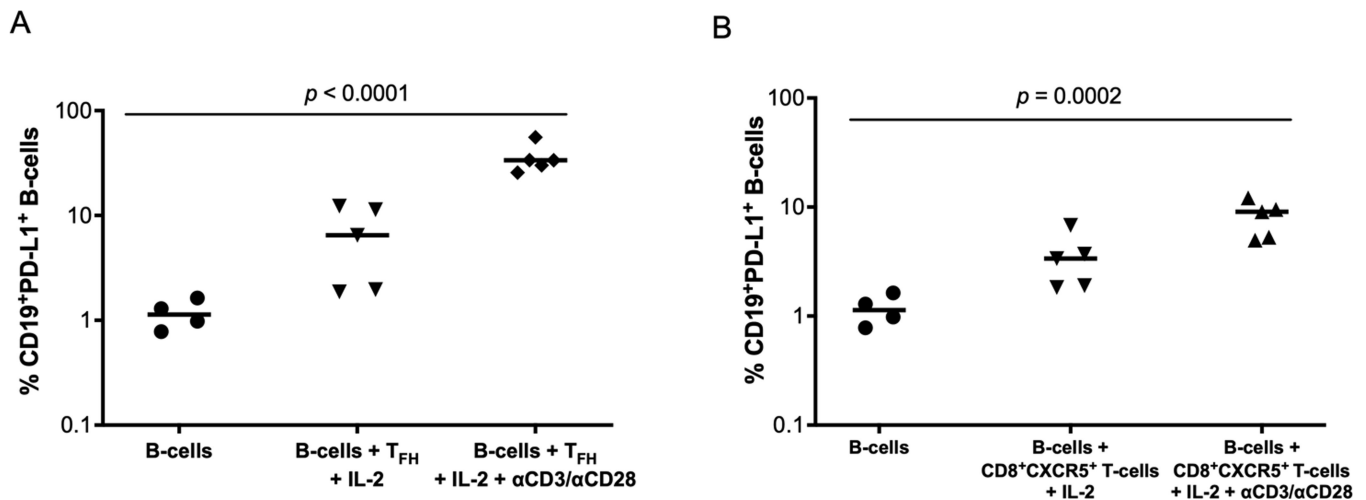 A
p < 0.0001
% CD19⁺PD-L1⁺ B-cells
100
10
1
0.1
B-cells
B-cells + T_FH
+ IL-2
B-cells + T_FH
+ IL-2 + αCD3/αCD28
B
p = 0.0002
% CD19⁺PD-L1⁺ B-cells
100
10
1
0.1
B-cells
B-cells +
CD8⁺CXCR5⁺ T-cells
+ IL-2
B-cells +
CD8⁺CXCR5⁺ T-cells
+ IL-2 + αCD3/αCD28